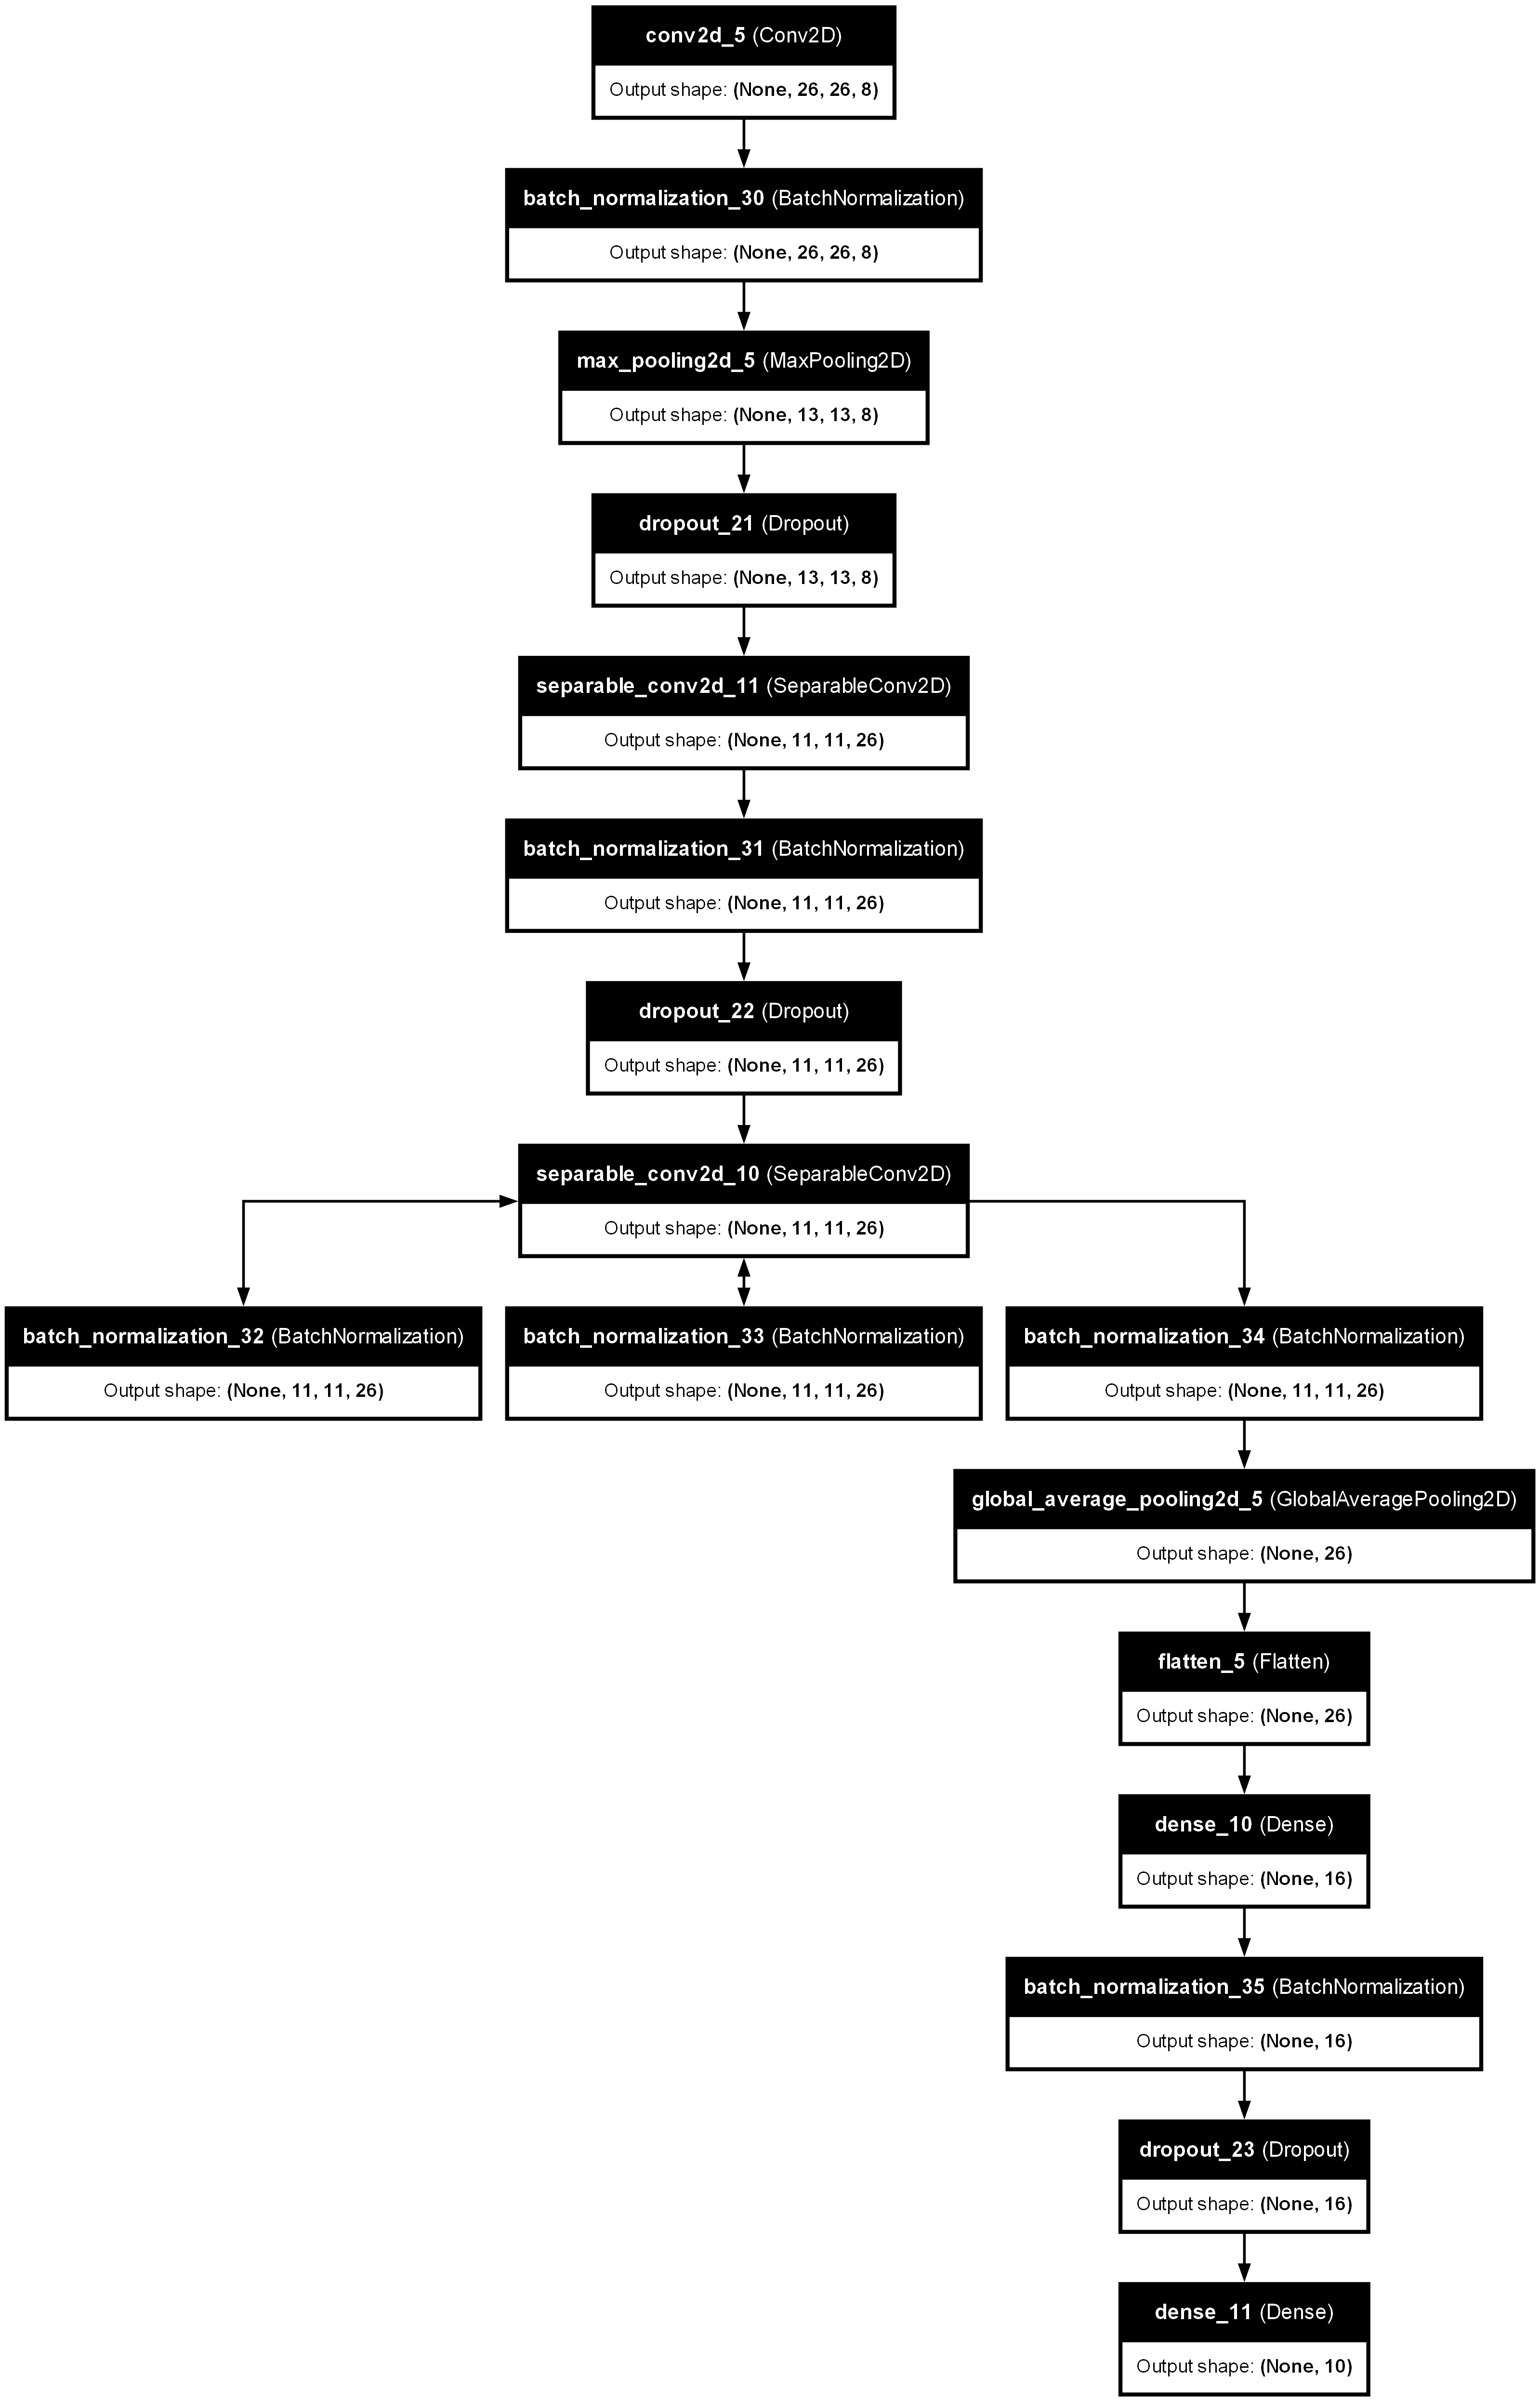 conv2d_5 (Conv2D)
Output shape: (None, 26, 26, 8)
batch_normalization_30 (BatchNormalization)
Output shape: (None, 26, 26, 8)
max_pooling2d_5 (MaxPooling2D)
Output shape: (None, 13, 13, 8)
dropout_21 (Dropout)
Output shape: (None, 13, 13, 8)
separable_conv2d_11 (SeparableConv2D)
Output shape: (None, 11, 11, 26)
batch_normalization_31 (BatchNormalization)
Output shape: (None, 11, 11, 26)
dropout_22 (Dropout)
Output shape: (None, 11, 11, 26)
separable_conv2d_10 (SeparableConv2D)
Output shape: (None, 11, 11, 26)
batch_normalization_32 (BatchNormalization)
Output shape: (None, 11, 11, 26)
batch_normalization_33 (BatchNormalization)
Output shape: (None, 11, 11, 26)
batch_normalization_34 (BatchNormalization)
Output shape: (None, 11, 11, 26)
global_average_pooling2d_5 (GlobalAveragePooling2D)
Output shape: (None, 26)
flatten_5 (Flatten)
Output shape: (None, 26)
dense_10 (Dense)
Output shape: (None, 16)
batch_normalization_35 (BatchNormalization)
Output shape: (None, 16)
dropout_23 (Dropout)
Output shape: (None, 16)
dense_11 (Dense)
Output shape: (None, 10)